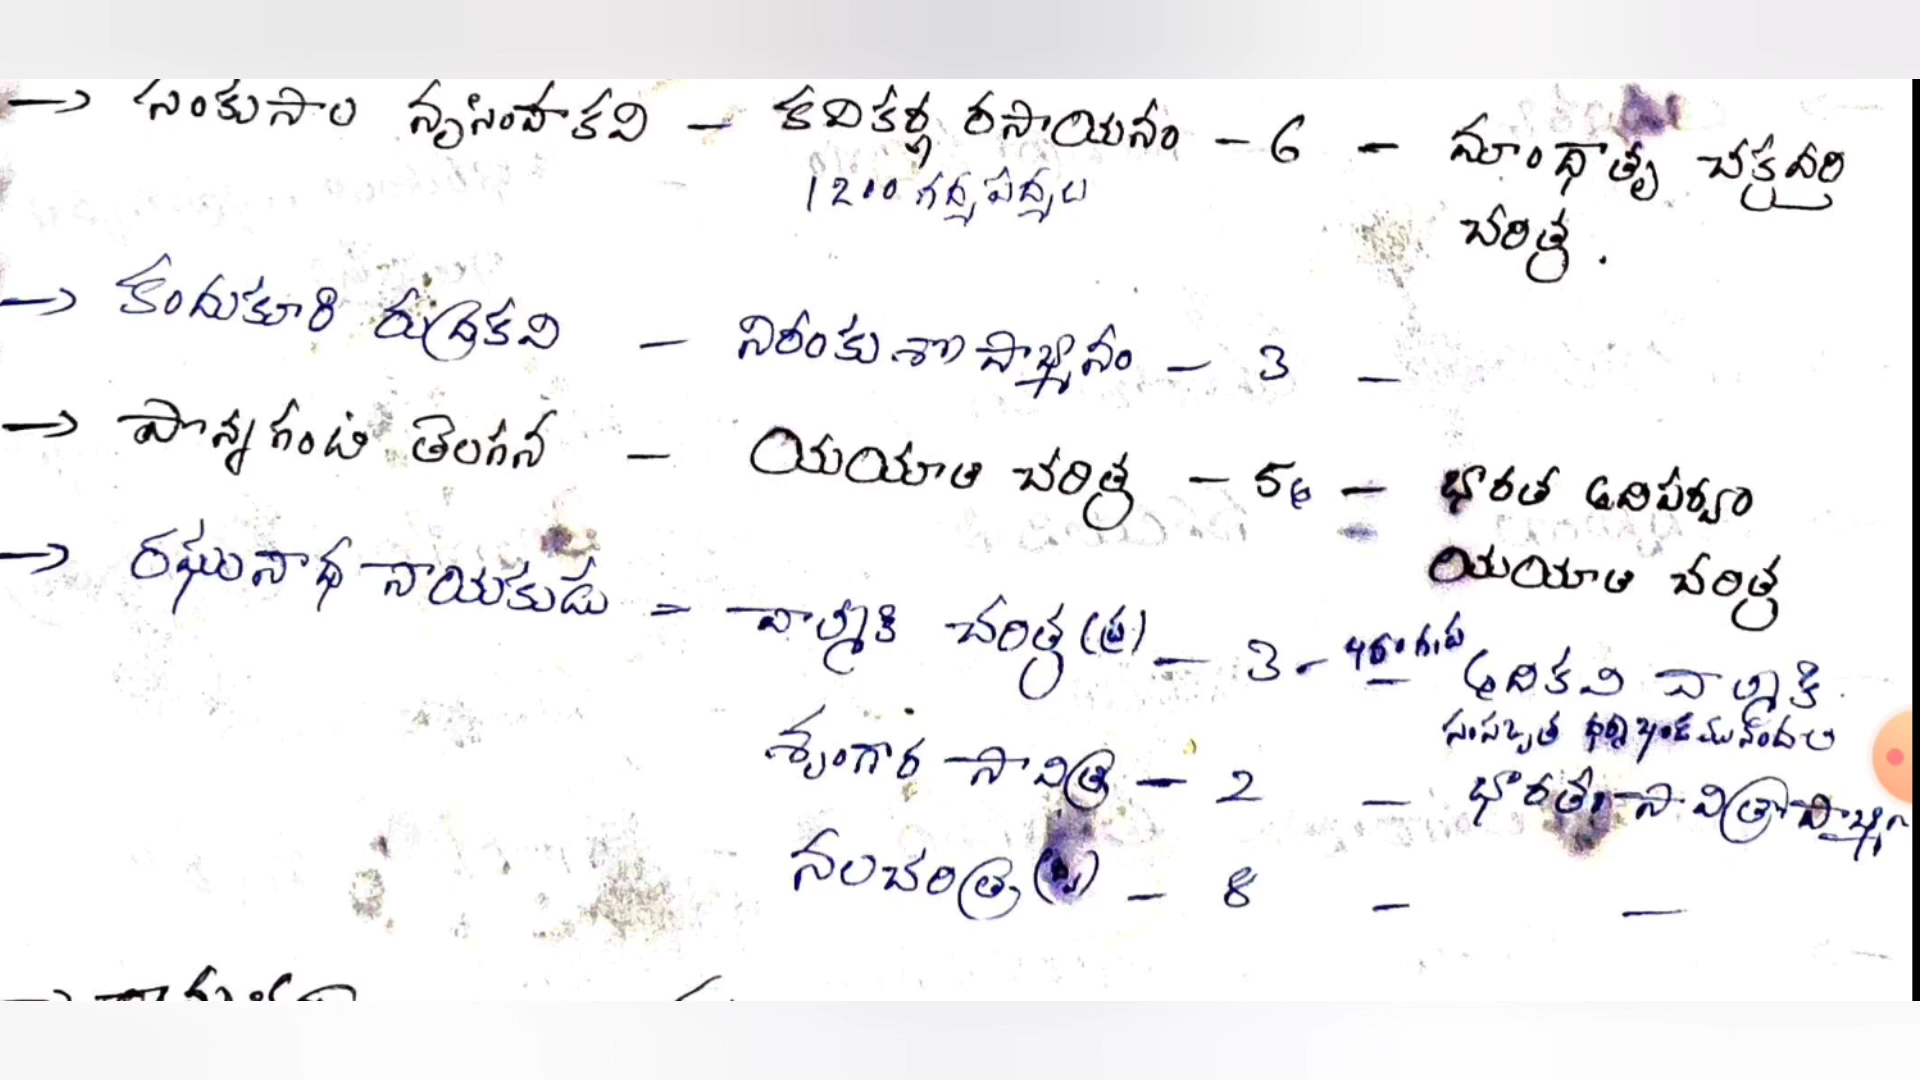 → సంకుసాల నృసింహకవి – కవికర్ణ రసాయనం – 6 – మాంధాతృ చక్రవర్తి
1200 గద్యపద్యాలు
చరిత్ర.
→ కందుకూరి రుద్రకవి – నిరంకుశోపాఖ్యానం – 3 –
→ పొన్నగంటి తెలగన – యయాతి చరిత్ర – 5 – భారత ఆదిపర్వం
యయాతి చరిత్ర
→ రఘునాథ నాయకుడు = వాల్మీకి చరిత్ర (ప్ర) – 3 – ఆదికవి వాల్మీకి
శృంగార సావిత్రి – 2 – భారతం సావిత్రోపాఖ్యా
నలచరిత్ర – 8 – –